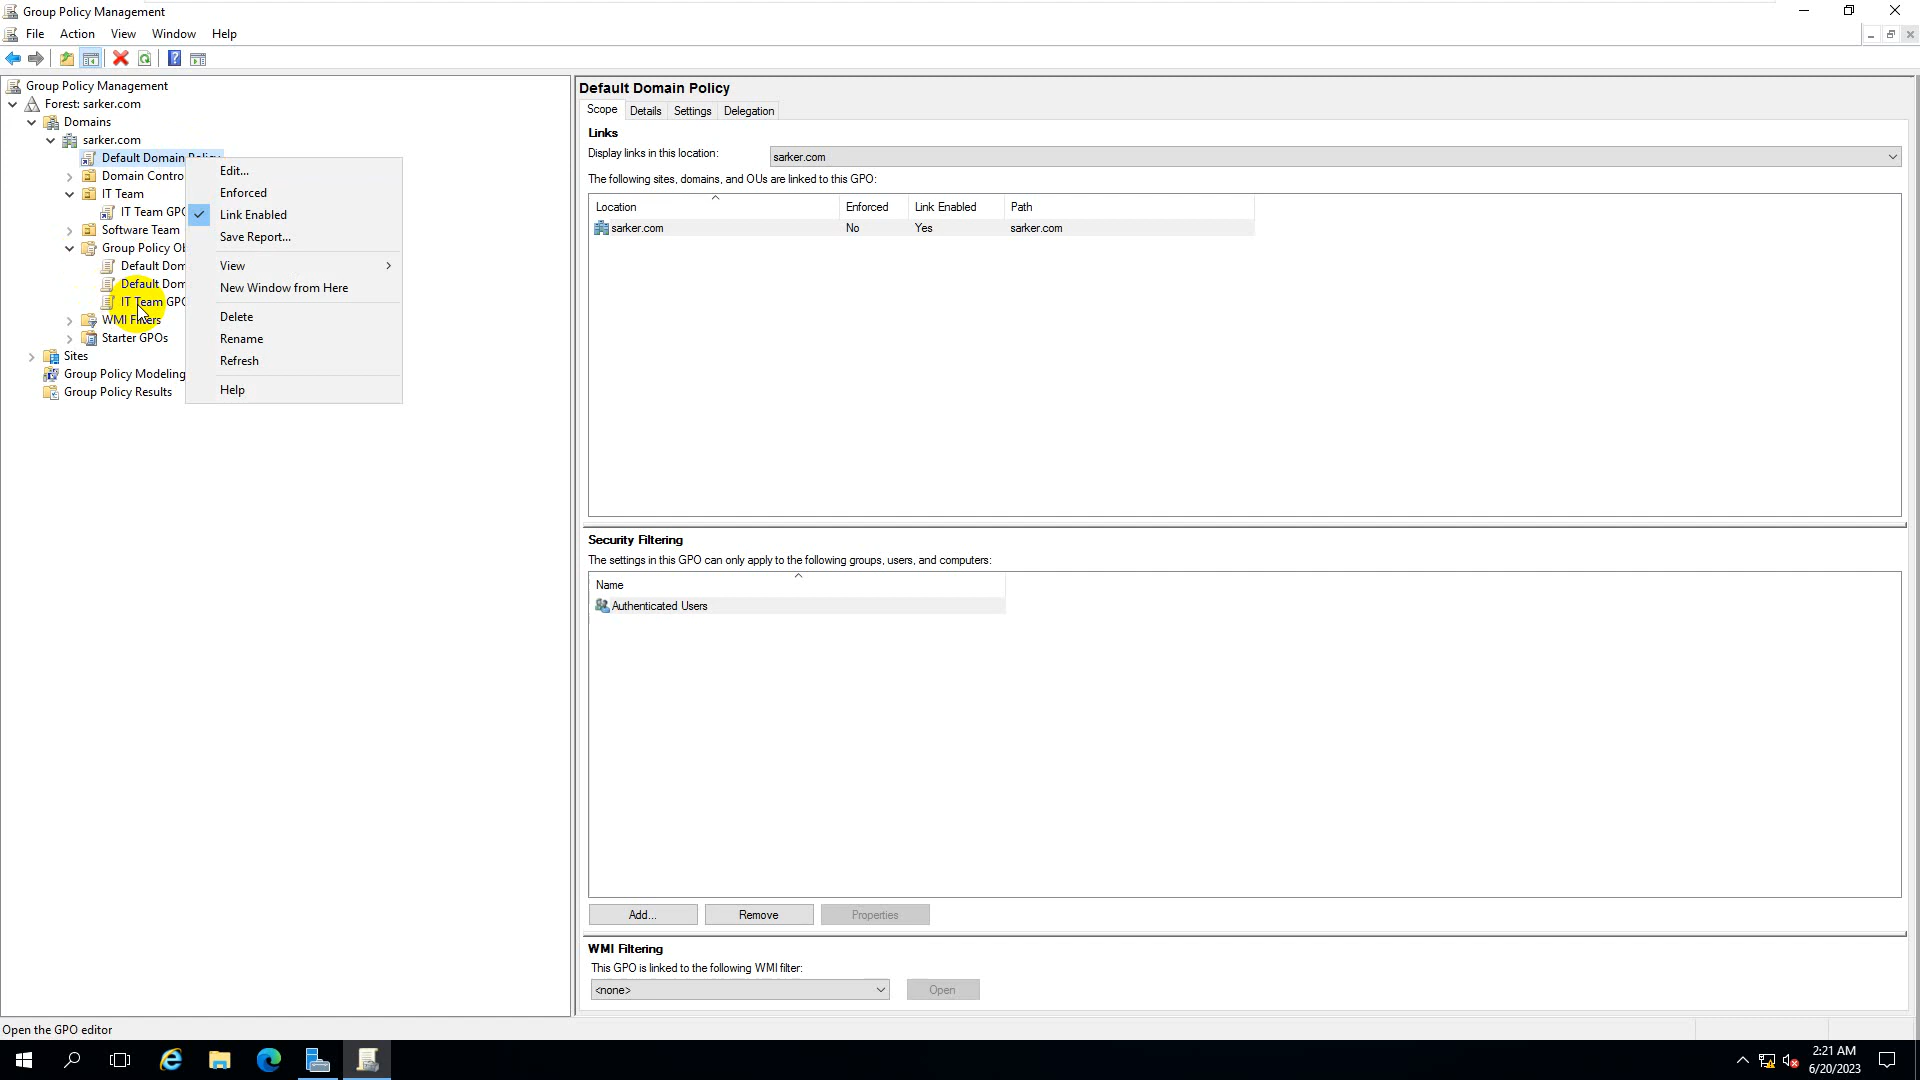 Group Policy Management
File Action View Window Help
Group Policy Management
Forest: sarker.com
Domains
sarker.com
Default Domain Policy
Domain Contro
IT Team
IT Team GPO
Software Team
Group Policy Ob
Default Dom
Default Dom
IT Team GPO
WMI Filters
Starter GPOs
Sites
Group Policy Modeling
Group Policy Results
Edit...
Enforced
Link Enabled
Save Report...
View
New Window from Here
Delete
Rename
Refresh
Help
Default Domain Policy
Scope Details Settings Delegation
Links
Display links in this location: sarker.com
The following sites, domains, and OUs are linked to this GPO:
Location Enforced Link Enabled Path
sarker.com No Yes sarker.com
Security Filtering
The settings in this GPO can only apply to the following groups, users, and computers:
Name
Authenticated Users
Add... Remove Properties
WMI Filtering
This GPO is linked to the following WMI filter:
<none> Open
Open the GPO editor
2:21 AM
6/20/2023